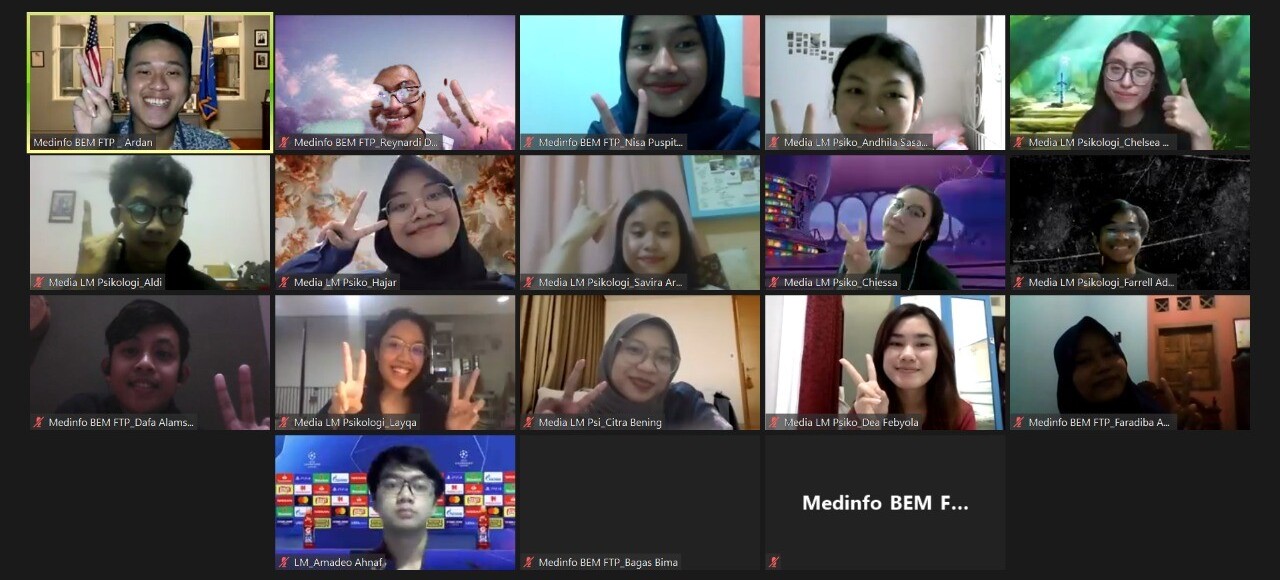 Medinfo BEM FTP _ Ardan
Medinfo BEM FTP_Reynardi D...
Medinfo BEM FTP_Nisa Puspit...
Media LM Psiko_Andhila Sasa...
Media LM Psikologi_Chelsea ...
Media LM Psikologi_Aldi
Media LM Psiko_Hajar
Media LM Psikologi_Savira Ar...
Media LM Psiko_Chiessa
Media LM Psikologi_Farrell Ad...
Medinfo BEM FTP_Dafa Alams...
Media LM Psikologi_Layqa
Media LM Psi_Citra Bening
Media LM Psiko_Dea Febyola
Medinfo BEM FTP_Faradiba A...
LM_Amadeo Ahnaf
Medinfo BEM FTP_Bagas Bima
Medinfo BEM F...